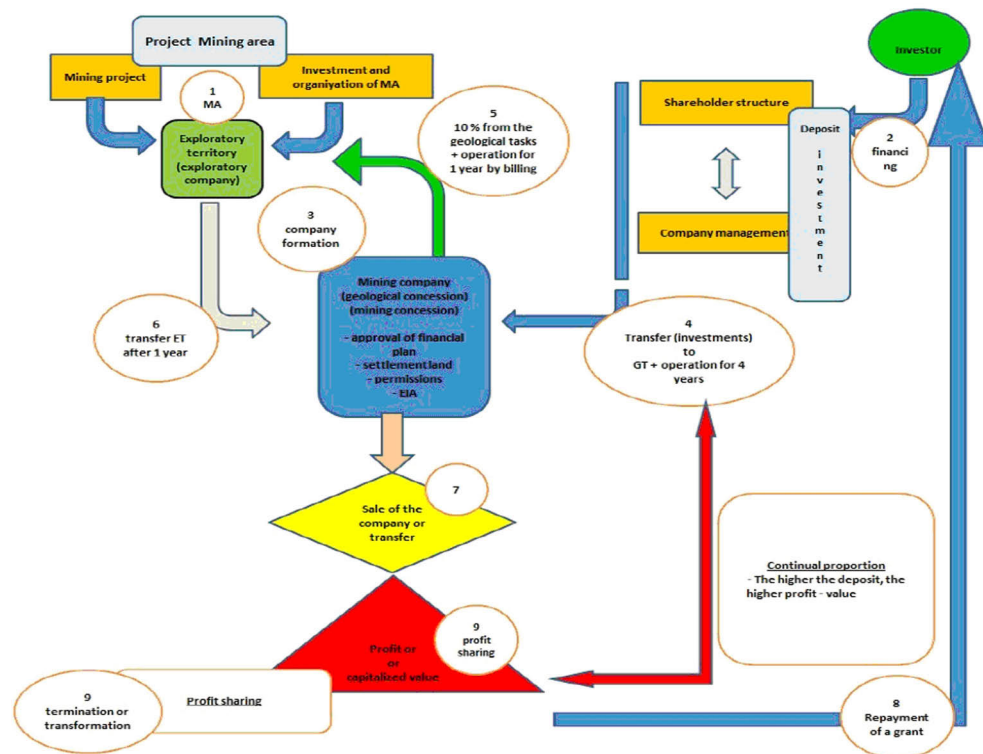 Project Mining area
Mining project
Investment and
organiyation of MA
1
MA
Exploratory
territory
(exploratory
company)
5
10 % from the
geological tasks
+ operation for
1 year by billing
Investor
Shareholder structure
Deposit
investment
2
financi
ng
Company management
3
company
formation
Mining company
(geological concession)
(mining concession)
- approval of financial
plan
- settlement land
- permissions
- EIA
6
transfer ET
after 1 year
4
Transfer (investments)
to
GT + operation for 4
years
7
Sale of the
company or
transfer
Continual proportion
- The higher the deposit, the
higher profit - value
9
profit
sharing
Profit or
or
capitalized value
9
termination or
transformation
Profit sharing
8
Repayment
of a grant